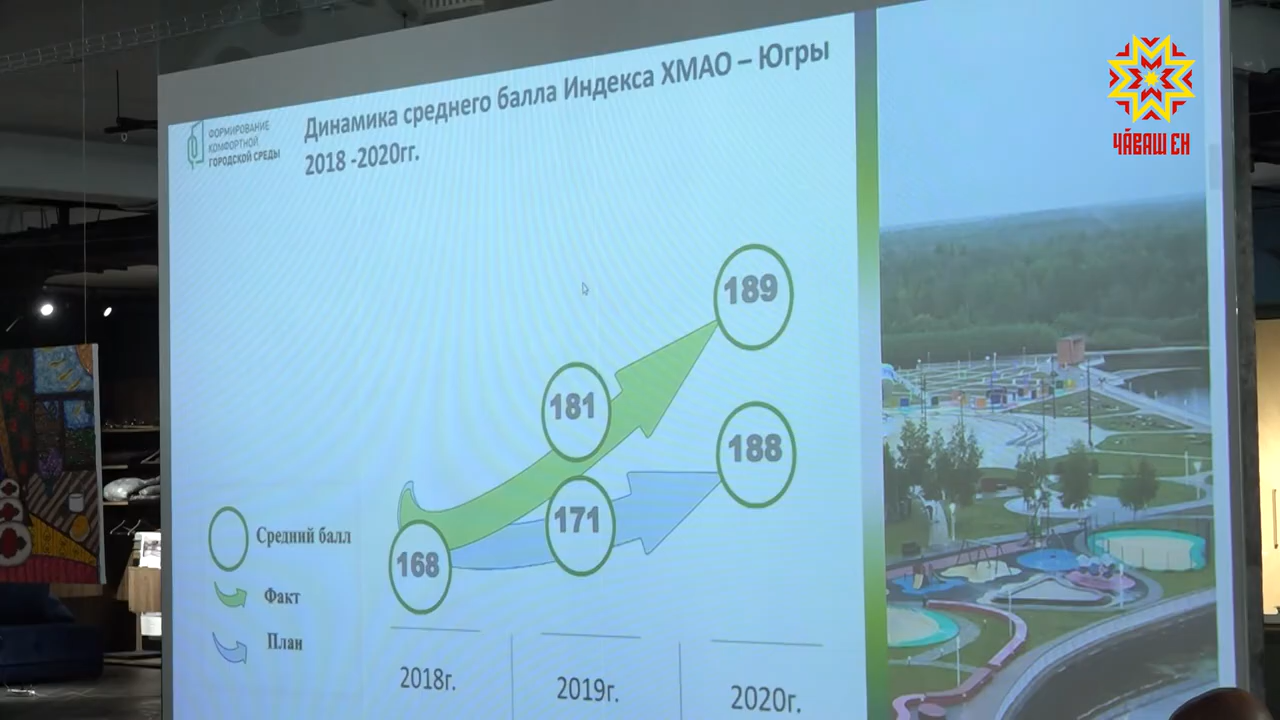 ФОРМИРОВАНИЕ
КОМФОРТНОЙ
ГОРОДСКОЙ СРЕДЫ
Динамика среднего балла Индекса ХМАО – Югры
2018 -2020гг.
ЧӐВАШ ЕН
189
181
188
171
168
Средний балл
Факт
План
2018г.
2019г.
2020г.